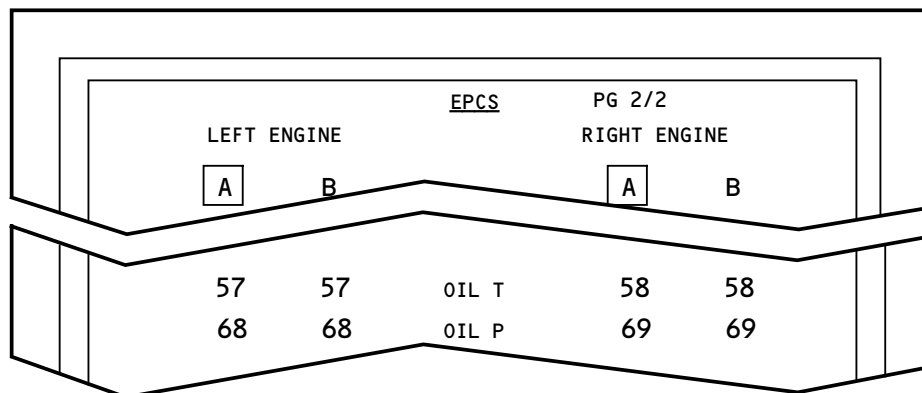 EPCS PG 2/2
LEFT ENGINE RIGHT ENGINE
A B A B
57 57 OIL T 58 58
68 68 OIL P 69 69